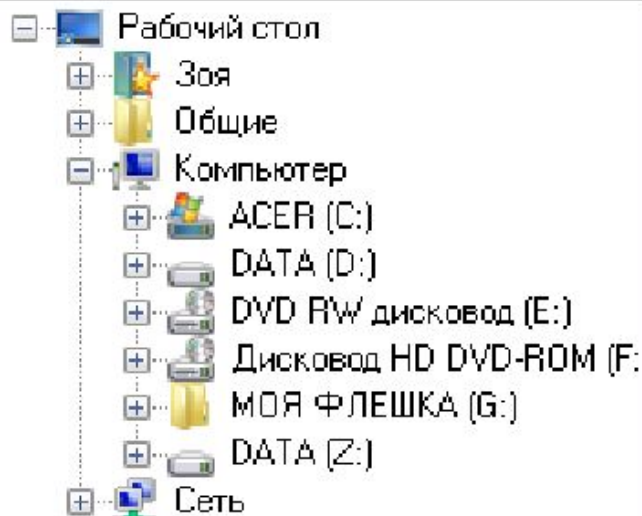 Рабочий стол
Зоя
Общие
Компьютер
ACER (C:)
DATA (D:)
DVD RW дисковод (E:)
Дисковод HD DVD-ROM (F:
МОЯ ФЛЕШКА (G:)
DATA (Z:)
Сеть